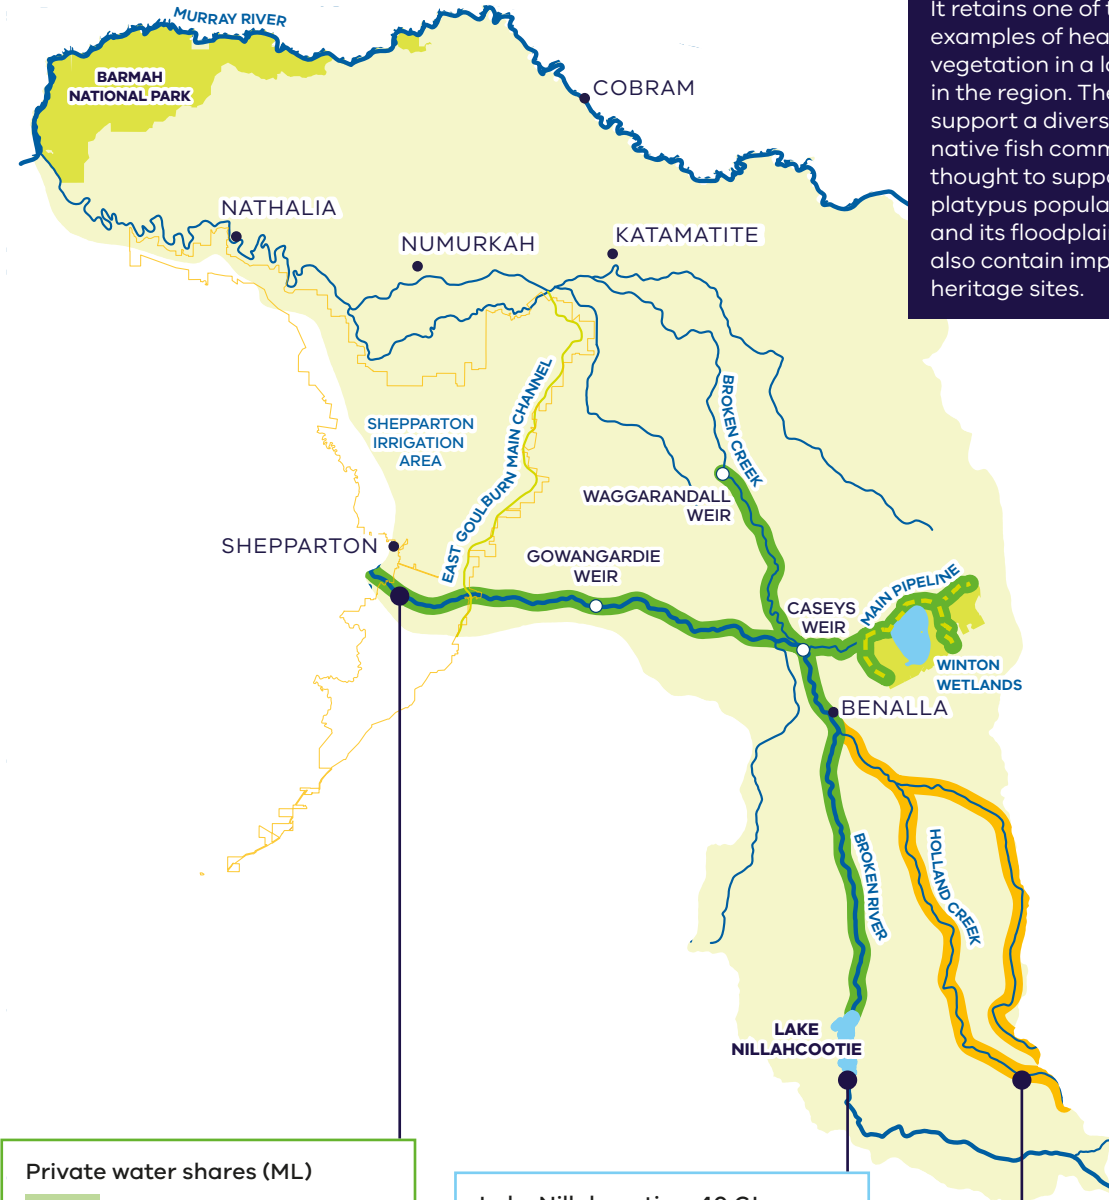 MURRAY RIVER
BARMAH
NATIONAL PARK
COBRAM
It retains one of
examples of hea
vegetation in a
in the region. The
support a divers
native fish comm
thought to suppo
platypus popula
and its floodplai
also contain imp
heritage sites.
NATHALIA
NUMURKAH
KATAMATITE
SHEPPARTON
IRRIGATION
AREA
EAST GOULBURN MAIN CHANNEL
BROKEN CREEK
WAGGARANDALL
WEIR
SHEPPARTON
GOWANGARDIE
WEIR
CASEYS
WEIR
MAIN PIPELINE
WINTON
WETLANDS
BENALLA
BROKEN RIVER
HOLLAND CREEK
LAKE
NILLAHCOOTIE
Private water shares (ML)